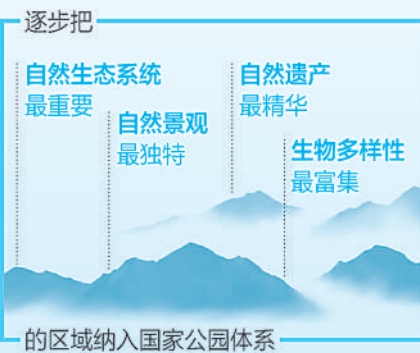 逐步把
自然生态系统
最重要
自然景观
最独特
自然遗产
最精华
生物多样性
最富集
的区域纳入国家公园体系